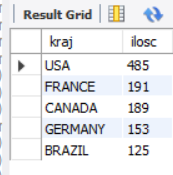 Result Grid
kraj ilosc
USA 485
FRANCE 191
CANADA 189
GERMANY 153
BRAZIL 125